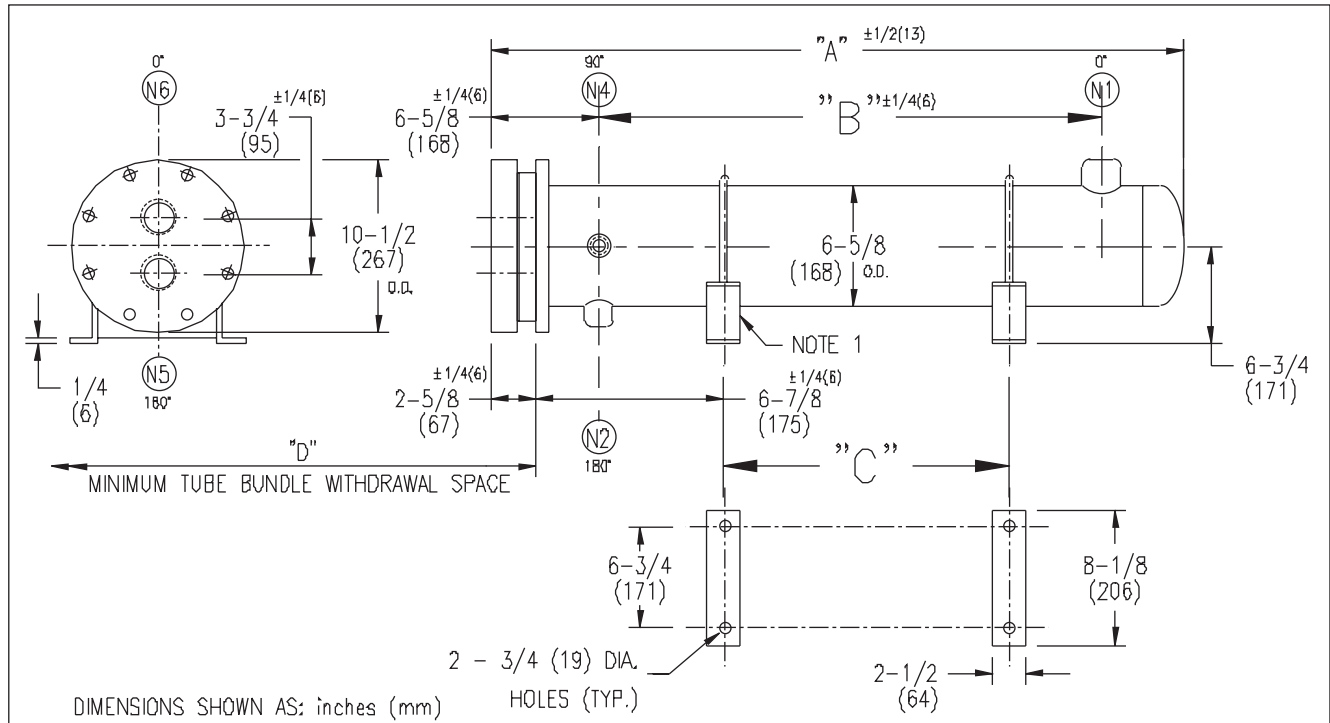 "A" ±1/2(13)
0°
N6
±1/4(6)
3-3/4
(95)
±1/4(6)
6-5/8
(168)
90°
N4
"B" ±1/4(6)
0°
N1
10-1/2
(267)
O.D.
6-5/8
(168) O.D.
NOTE 1
6-3/4
(171)
1/4
(6)
N5
180°
±1/4(6)
2-5/8
(67)
±1/4(6)
6-7/8
(175)
N2
180°
"D"
MINIMUM TUBE BUNDLE WITHDRAWAL SPACE
"C"
6-3/4
(171)
8-1/8
(206)
2 - 3/4 (19) DIA.
HOLES (TYP.)
2-1/2
(64)
DIMENSIONS SHOWN AS: inches (mm)